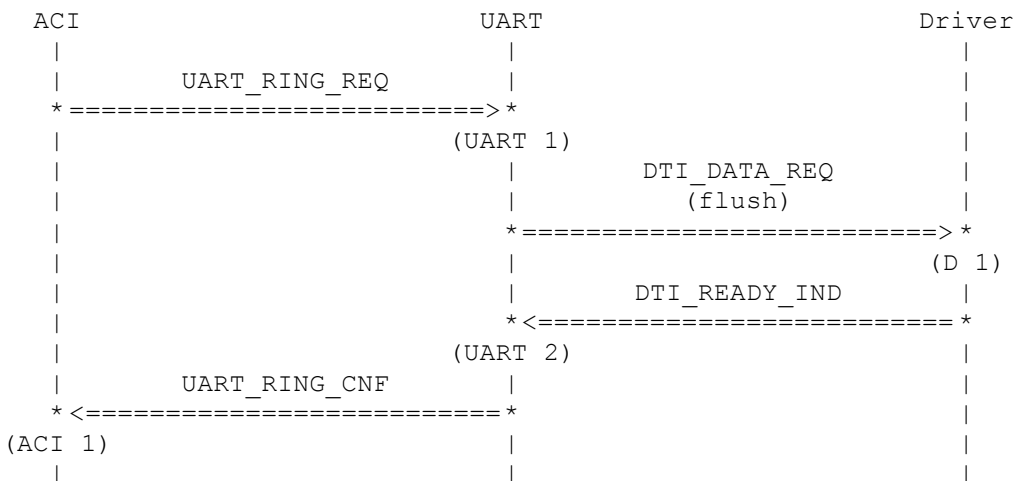 ACI UART Driver
| | |
| UART_RING_REQ | |
*==========================>* |
| (UART 1) |
| | DTI_DATA_REQ |
| | (flush) |
| *==========================>*
| | (D 1)
| | DTI_READY_IND |
| *<==========================*
| (UART 2) |
| UART_RING_CNF | |
*<==========================* |
(ACI 1) | |
| | |